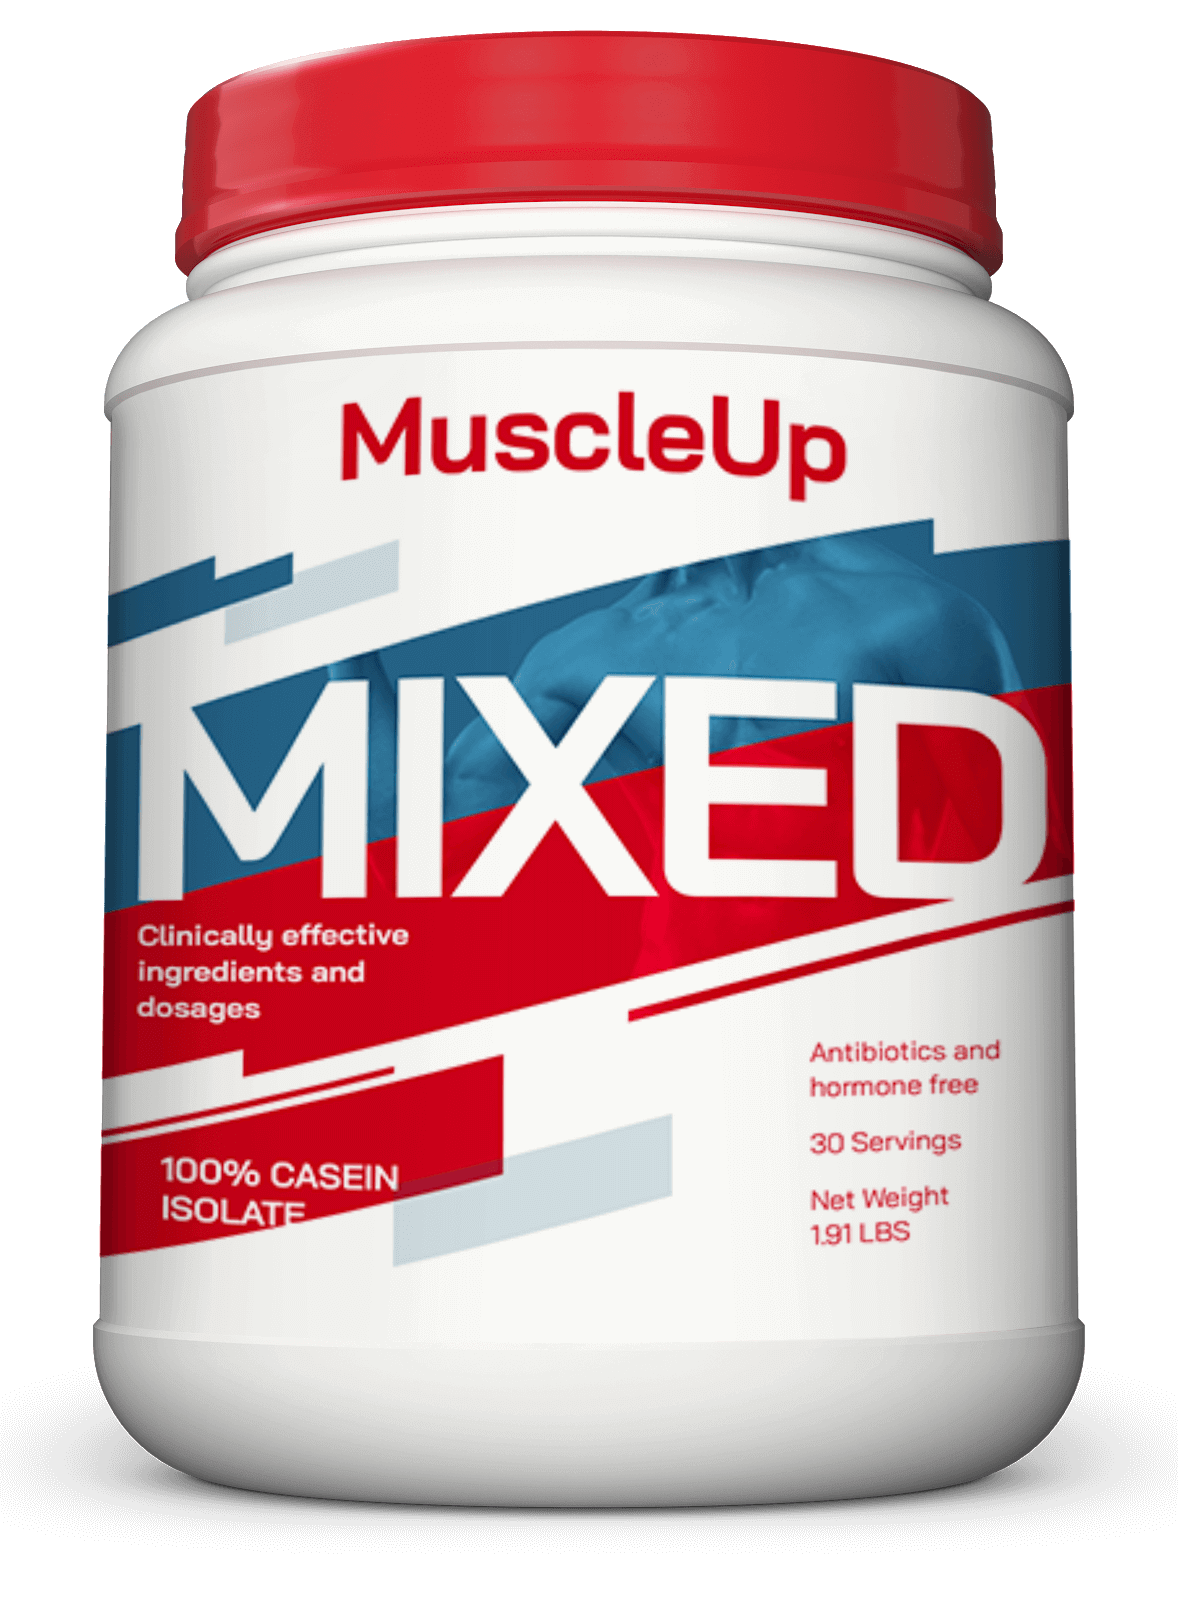 MuscleUp
MIXED
Clinically effective
ingredients and
dosages
Antibiotics and
hormone free
30 Servings
Net Weight
1.91 LBS
100% CASEIN
ISOLATE